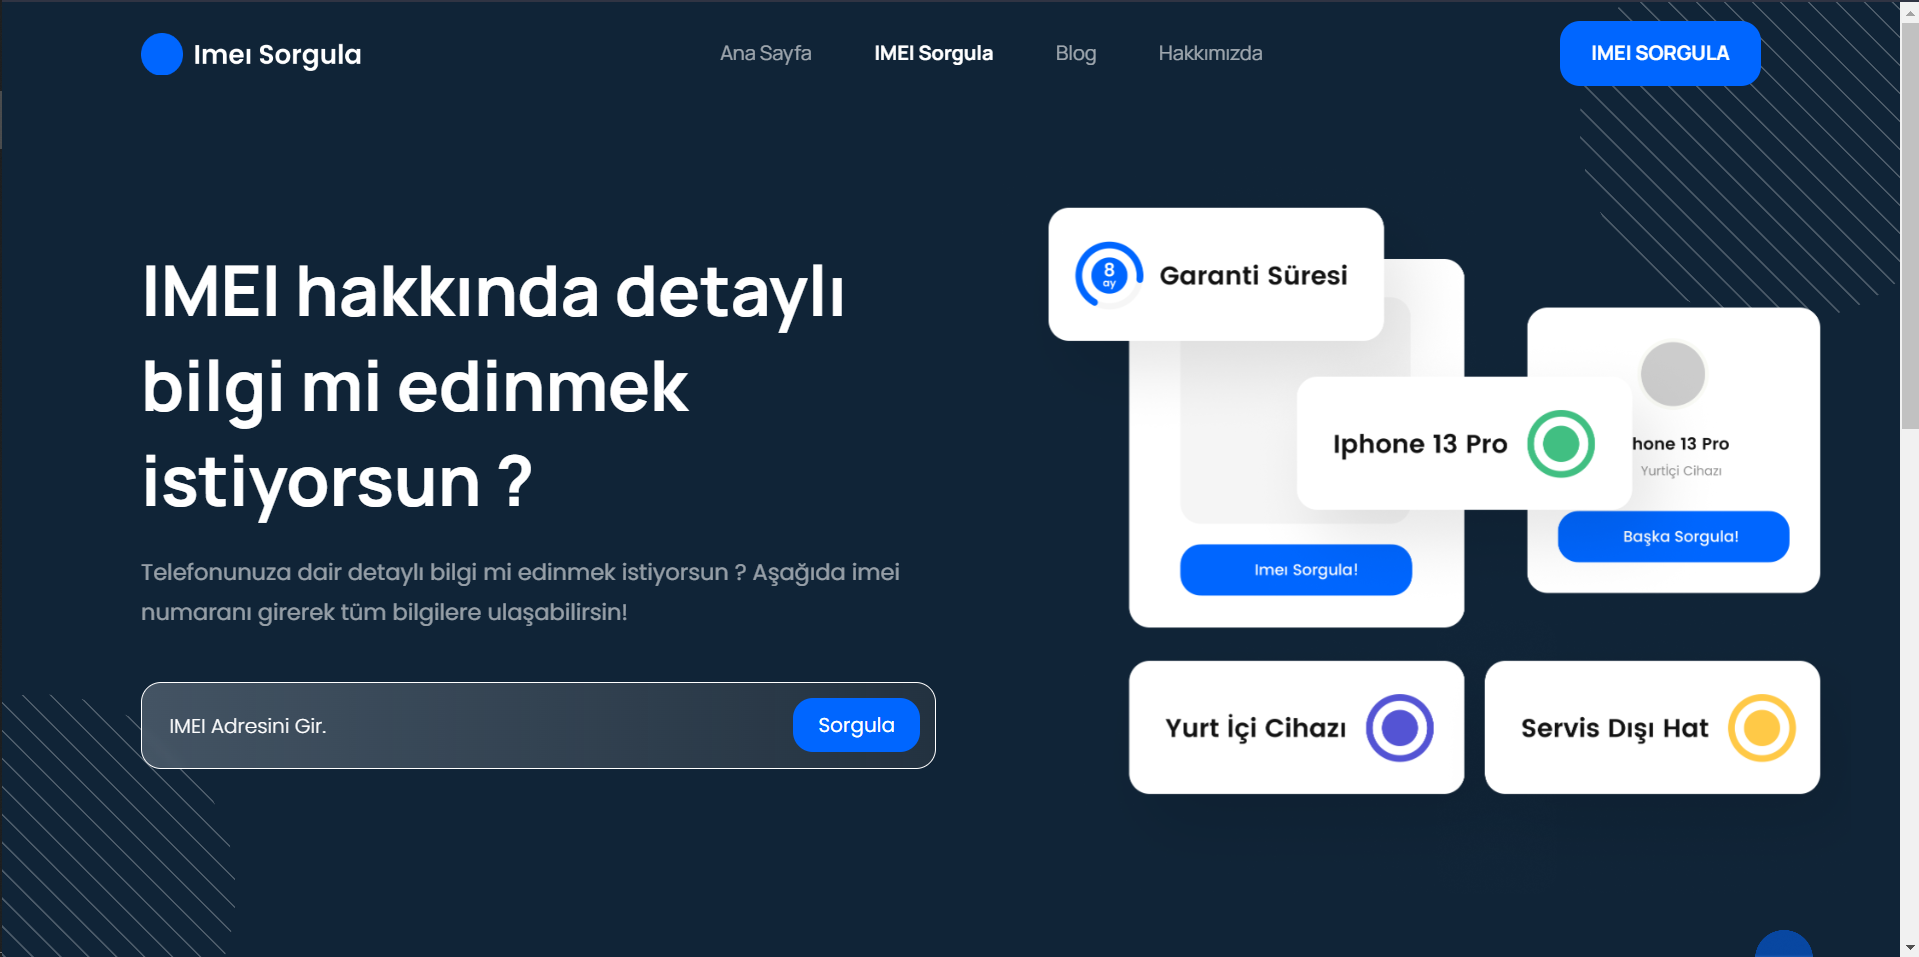 Imeı Sorgula
Ana Sayfa
IMEI Sorgula
Blog
Hakkımızda
IMEI SORGULA
IMEI hakkında detaylı
bilgi mi edinmek
istiyorsun ?
Telefonunuza dair detaylı bilgi mi edinmek istiyorsun ? Aşağıda imei
numaranı girerek tüm bilgilere ulaşabilirsin!
IMEI Adresini Gir.
Sorgula
8
ay
Garanti Süresi
Iphone 13 Pro
hone 13 Pro
Yurtiçi Cihazı
Başka Sorgula!
Imeı Sorgula!
Yurt İçi Cihazı
Servis Dışı Hat